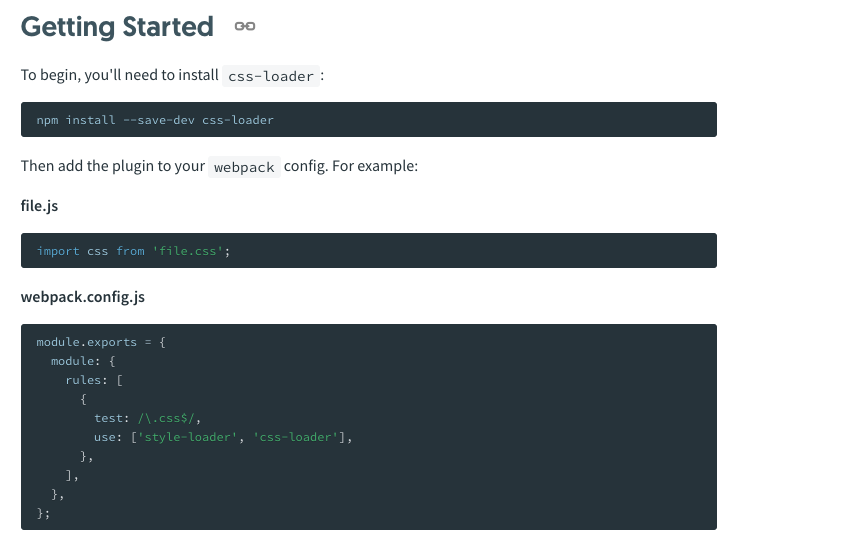 Getting Started
To begin, you'll need to install css-loader :
npm install --save-dev css-loader
Then add the plugin to your webpack config. For example:
file.js
import css from 'file.css';
webpack.config.js
module.exports = {
  module: {
    rules: [
      {
        test: /\.css$/,
        use: ['style-loader', 'css-loader'],
      },
    ],
  },
};